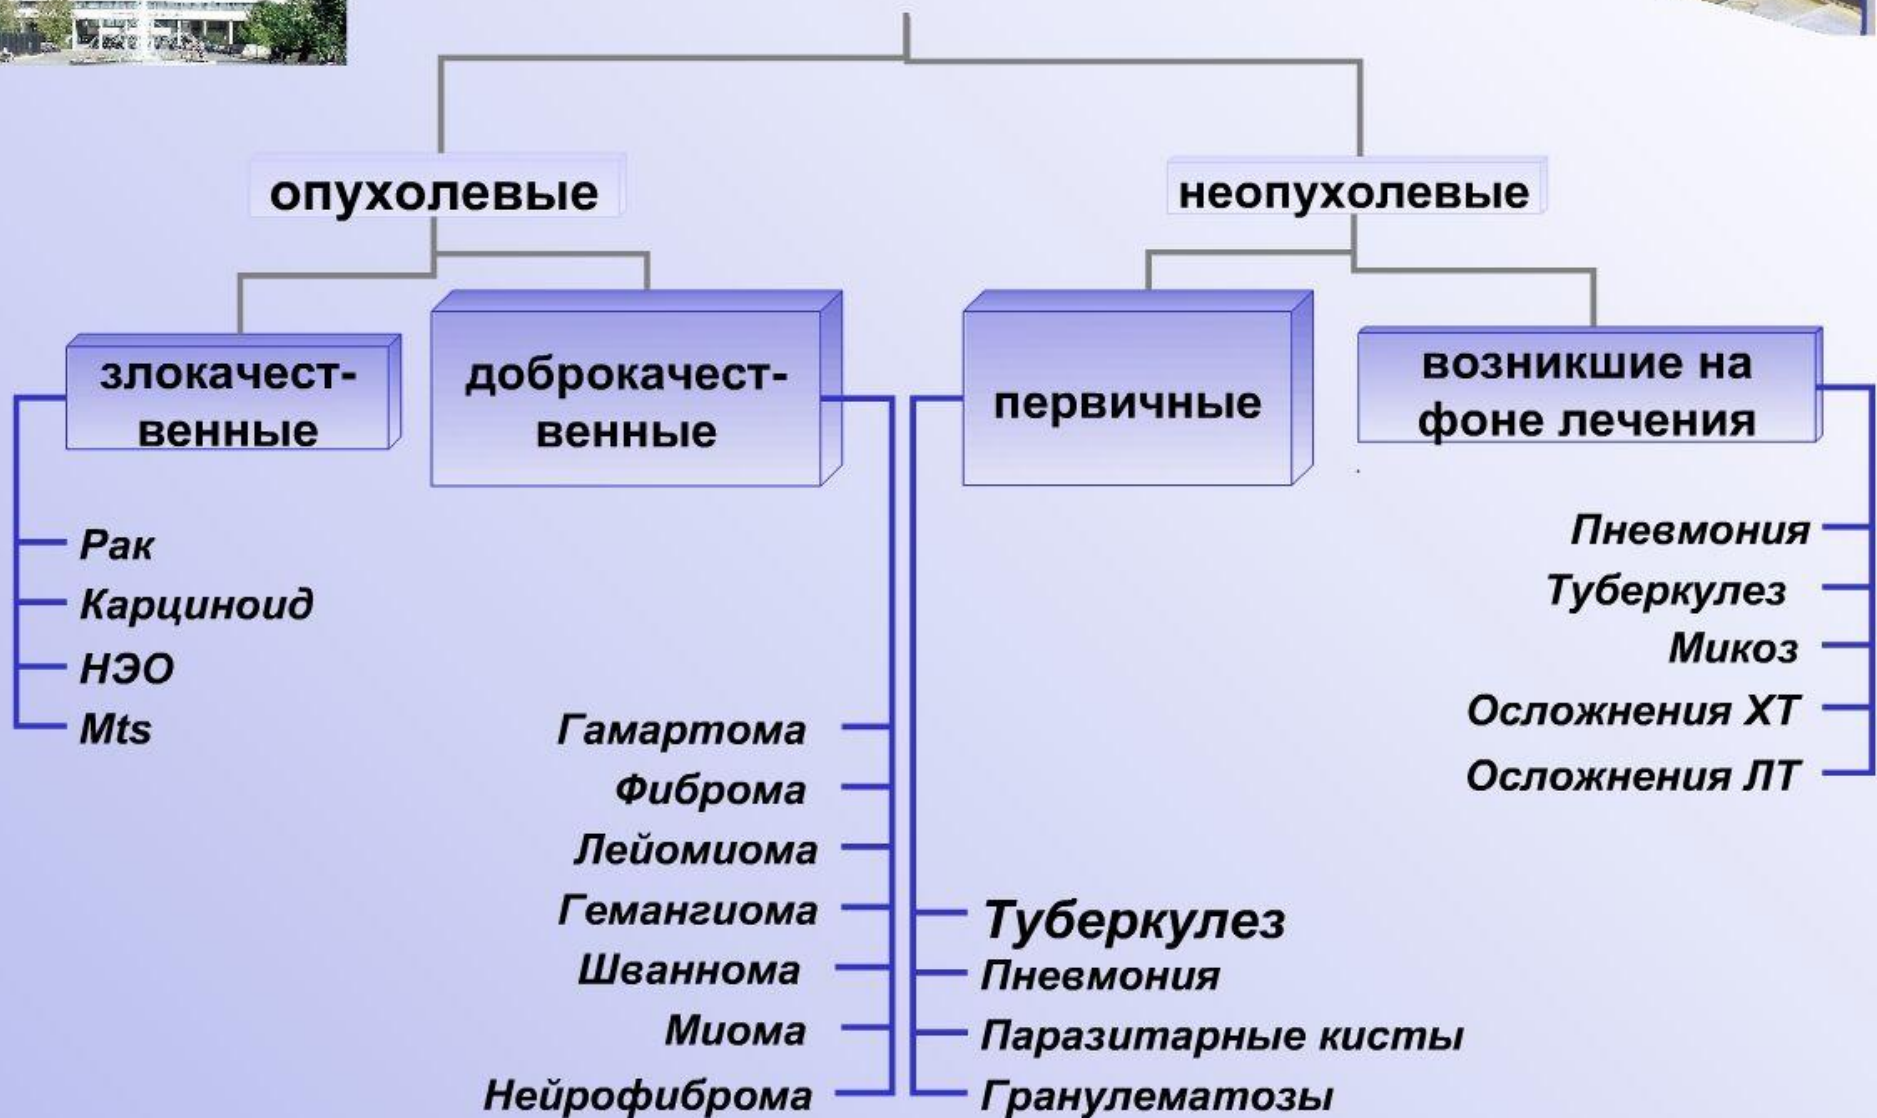 опухолевые
неопухолевые
злокачест-
венные
доброкачест-
венные
первичные
возникшие на
фоне лечения
Рак
Карциноид
НЭО
Mts
Гамартома
Фиброма
Лейомиома
Гемангиома
Шваннома
Миома
Нейрофиброма
Туберкулез
Пневмония
Паразитарные кисты
Гранулематозы
Пневмония
Туберкулез
Микоз
Осложнения ХТ
Осложнения ЛТ